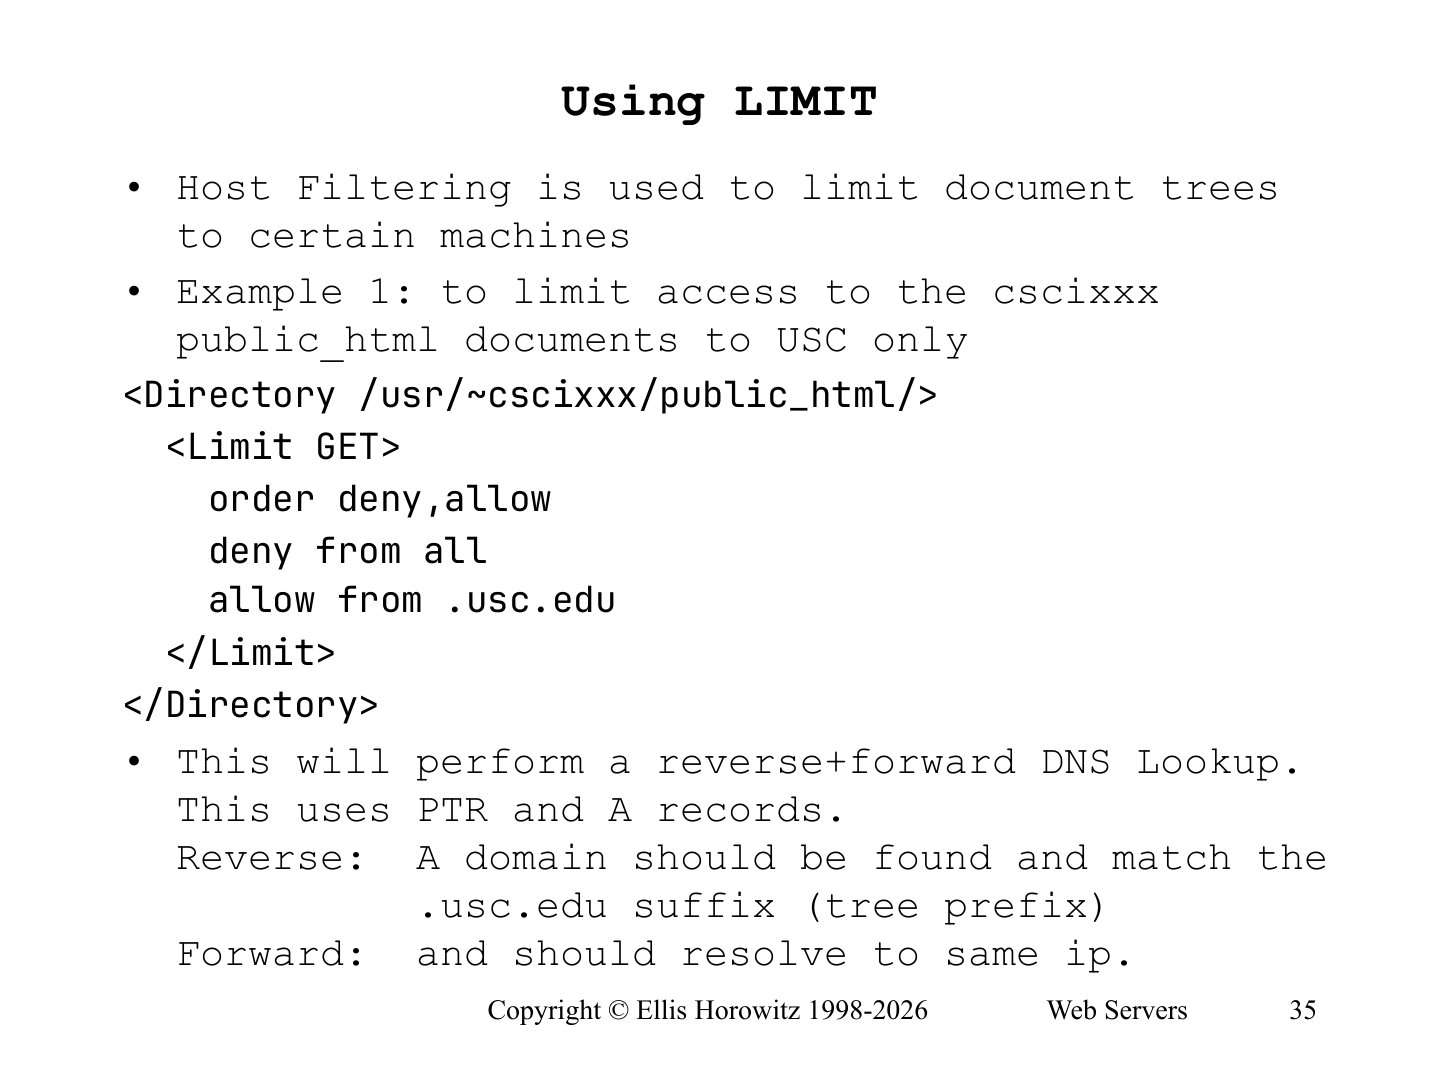 Using LIMIT
• Host Filtering is used to limit document trees
to certain machines
• Example 1: to limit access to the cscixxx
public_html documents to USC only
<Directory /usr/~cscixxx/public_html/>
<Limit GET>
order deny,allow
deny from all
allow from .usc.edu
</Limit>
</Directory>
• This will perform a reverse+forward DNS Lookup.
This uses PTR and A records.
Reverse: A domain should be found and match the
.usc.edu suffix (tree prefix)
Forward: and should resolve to same ip.
Copyright © Ellis Horowitz 1998-2026 Web Servers 35